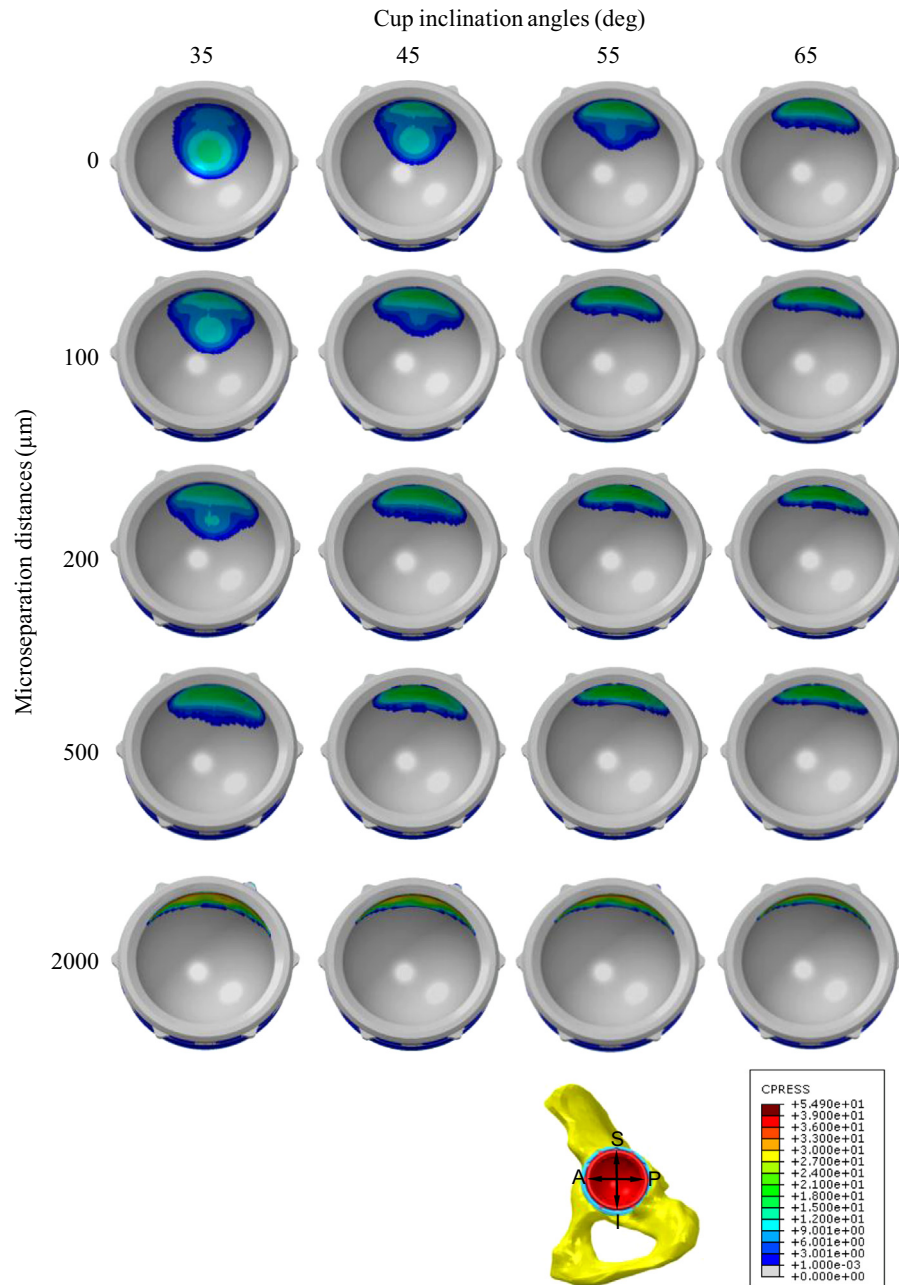 Cup inclination angles (deg)
35 45 55 65
0
100
200
500
2000
Microseparation distances (µm)
S
A P
I
CPRESS
+5.490e+01
+3.900e+01
+3.600e+01
+3.300e+01
+3.000e+01
+2.700e+01
+2.400e+01
+2.100e+01
+1.800e+01
+1.500e+01
+1.200e+01
+9.001e+00
+6.001e+00
+3.001e+00
+1.000e-03
+0.000e+00